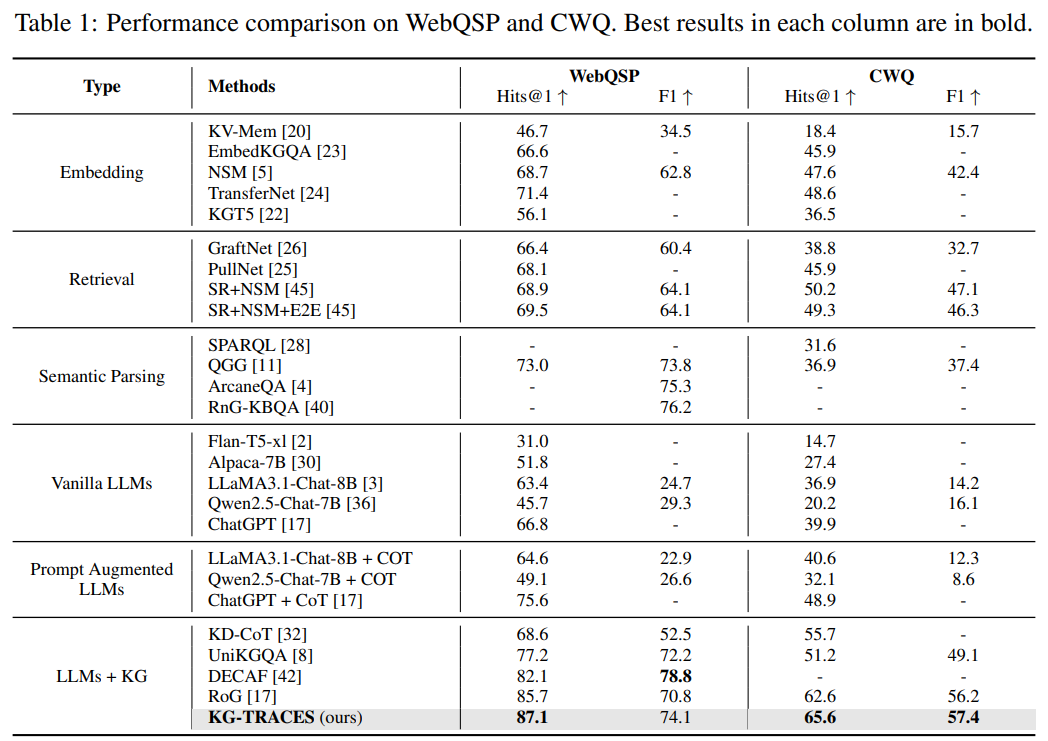 Table 1: Performance comparison on WebQSP and CWQ. Best results in each column are in bold.
Type Methods WebQSP CWQ
Hits@1 ↑ F1 ↑ Hits@1 ↑ F1 ↑
Embedding
KV-Mem [20] 46.7 34.5 18.4 15.7
EmbedKGQA [23] 66.6 - 45.9 -
NSM [5] 68.7 62.8 47.6 42.4
TransferNet [24] 71.4 - 48.6 -
KGT5 [22] 56.1 - 36.5 -
Retrieval
GraftNet [26] 66.4 60.4 38.8 32.7
PullNet [25] 68.1 - 45.9 -
SR+NSM [45] 68.9 64.1 50.2 47.1
SR+NSM+E2E [45] 69.5 64.1 49.3 46.3
Semantic Parsing
SPARQL [28] - - 31.6 -
QGG [11] 73.0 73.8 36.9 37.4
ArcaneQA [4] - 75.3 - -
RnG-KBQA [40] - 76.2 - -
Vanilla LLMs
Flan-T5-xl [2] 31.0 - 14.7 -
Alpaca-7B [30] 51.8 - 27.4 -
LLaMA3.1-Chat-8B [3] 63.4 24.7 36.9 14.2
Qwen2.5-Chat-7B [36] 45.7 29.3 20.2 16.1
ChatGPT [17] 66.8 - 39.9 -
Prompt Augmented
LLMs
LLaMA3.1-Chat-8B + COT 64.6 22.9 40.6 12.3
Qwen2.5-Chat-7B + COT 49.1 26.6 32.1 8.6
ChatGPT + CoT [17] 75.6 - 48.9 -
LLMs + KG
KD-CoT [32] 68.6 52.5 55.7 -
UniKGQA [8] 77.2 72.2 51.2 49.1
DECAF [42] 82.1 78.8 - -
RoG [17] 85.7 70.8 62.6 56.2
KG-TRACES (ours) 87.1 74.1 65.6 57.4